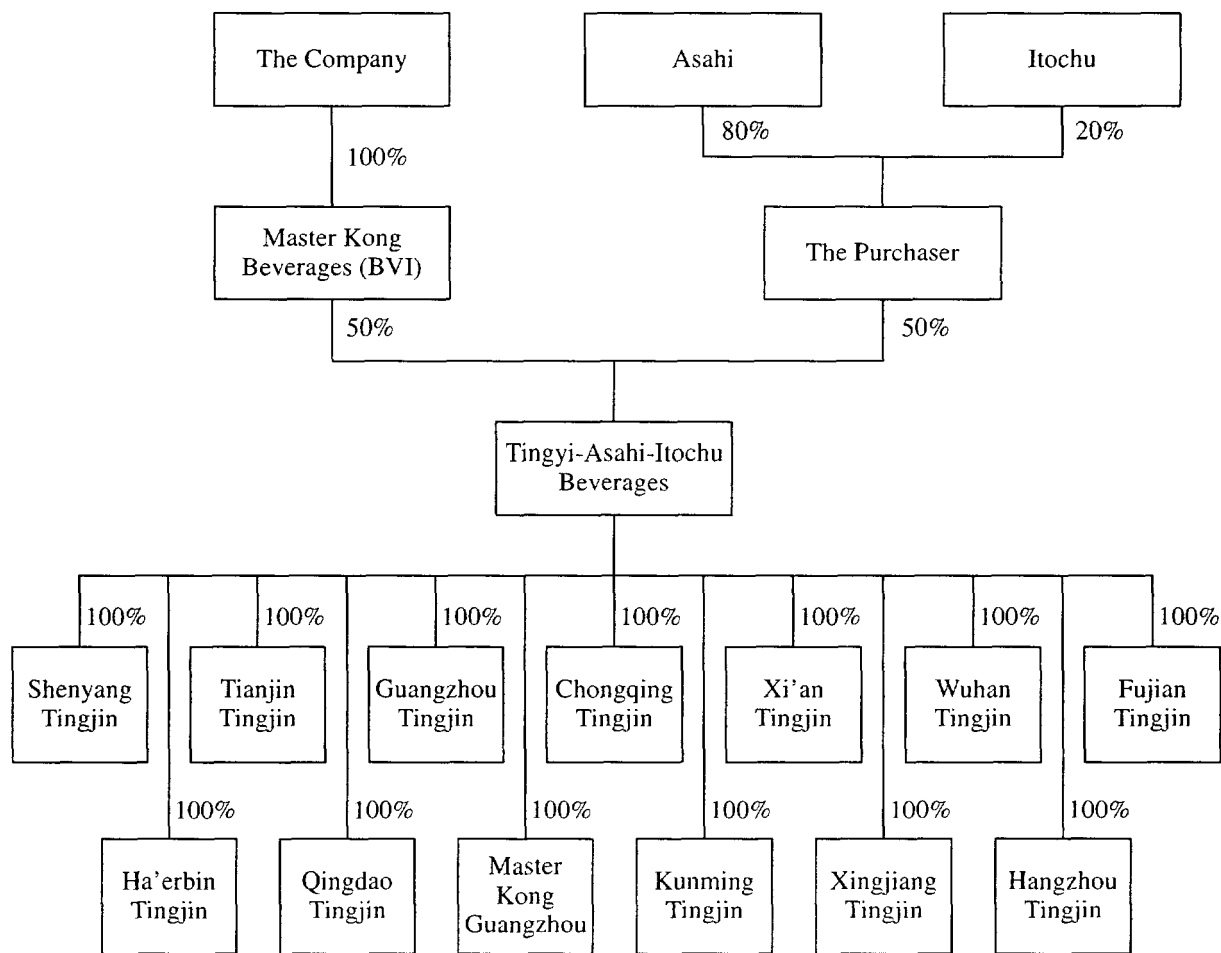 The Company
Asahi
Itochu
80%
20%
100%
Master Kong
Beverages (BVI)
The Purchaser
50%
50%
Tingyi-Asahi-Itochu
Beverages
100%
100%
100%
100%
100%
100%
100%
Shenyang
Tingjin
Tianjin
Tingjin
Guangzhou
Tingjin
Chongqing
Tingjin
Xi’an
Tingjin
Wuhan
Tingjin
Fujian
Tingjin
100%
100%
100%
100%
100%
100%
Ha’erbin
Tingjin
Qingdao
Tingjin
Master
Kong
Guangzhou
Kunming
Tingjin
Xingjiang
Tingjin
Hangzhou
Tingjin